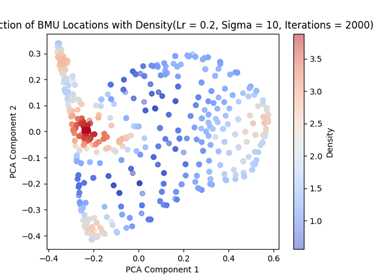 ction of BMU Locations with Density(Lr = 0.2, Sigma = 10, Iterations = 2000)
0.3
0.2
0.1
0.0
−0.1
−0.2
−0.3
−0.4
PCA Component 2
−0.4 −0.2 0.0 0.2 0.4 0.6
PCA Component 1
3.5
3.0
2.5
2.0
1.5
1.0
Density